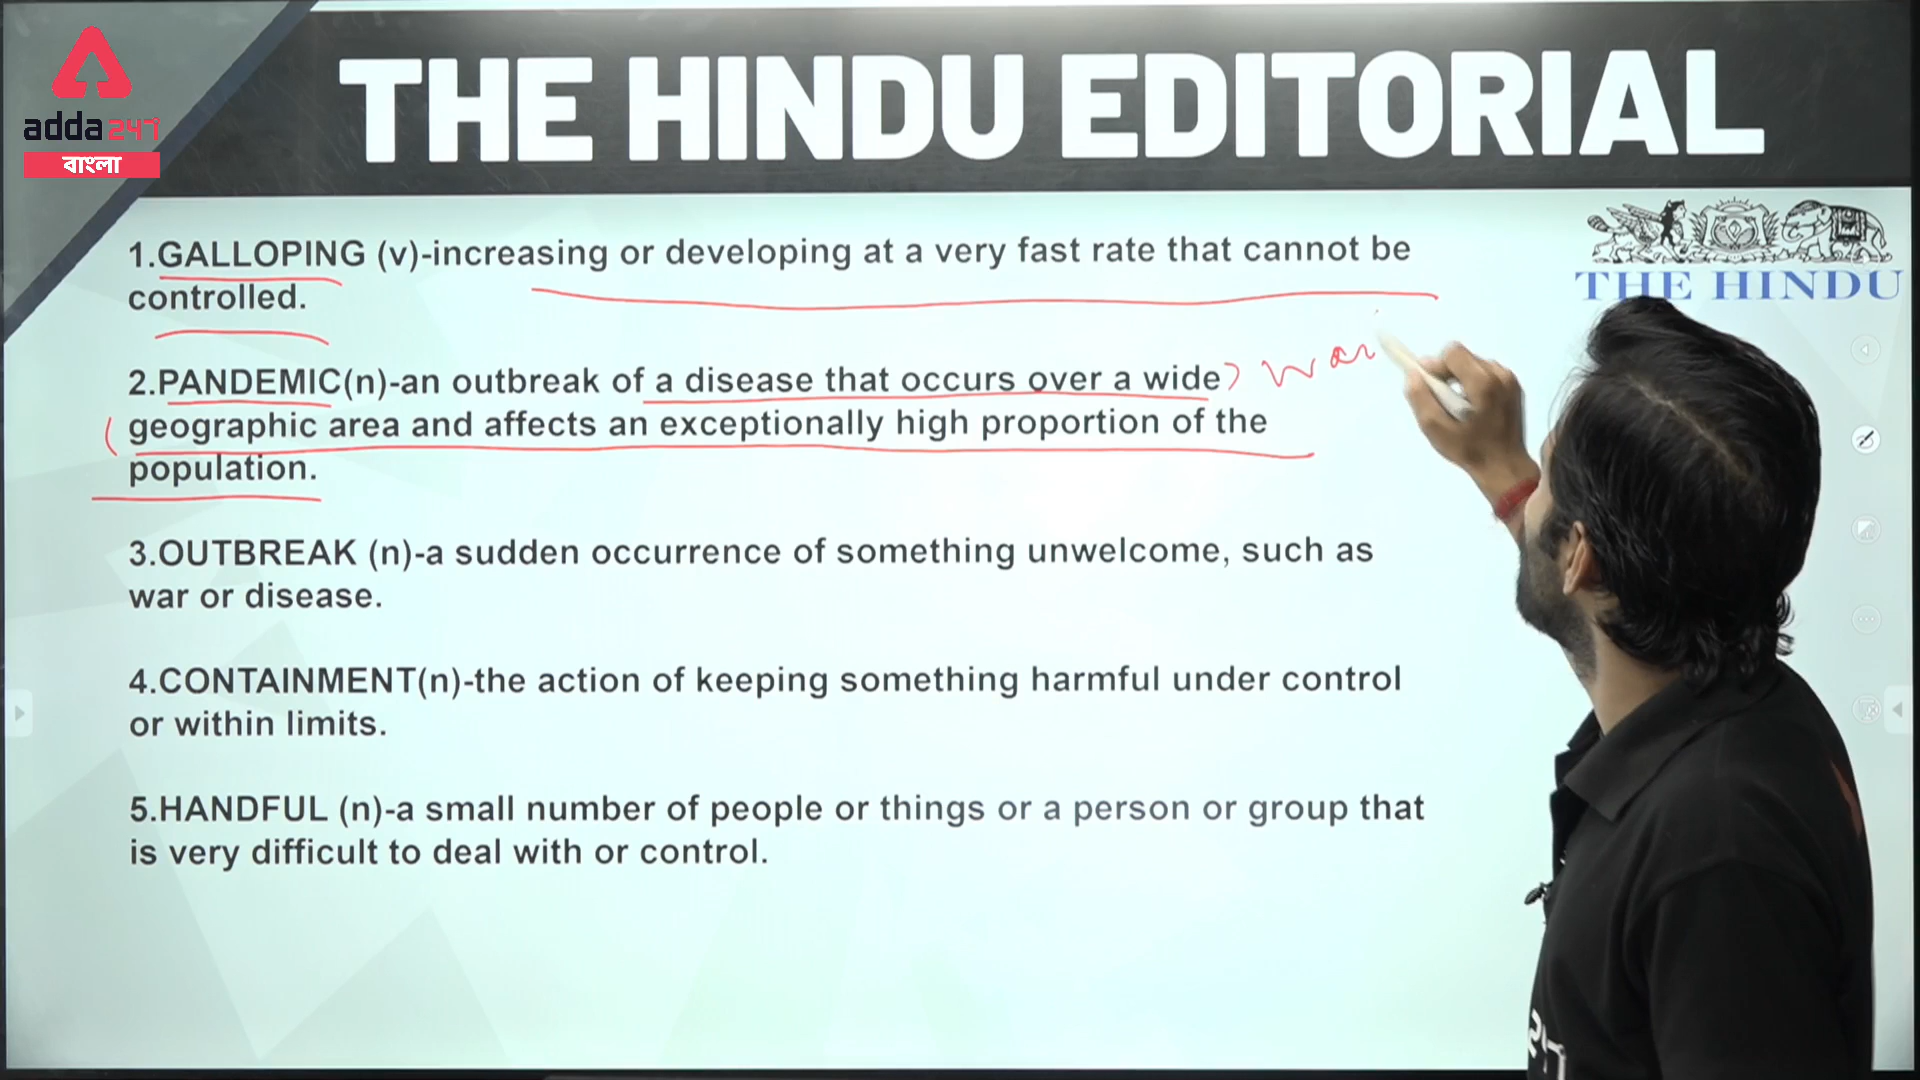 adda247
বাংলা
THE HINDU EDITORIAL
THE HINDU
1.GALLOPING (v)-increasing or developing at a very fast rate that cannot be
controlled.
2.PANDEMIC(n)-an outbreak of a disease that occurs over a wide
geographic area and affects an exceptionally high proportion of the
population.
3.OUTBREAK (n)-a sudden occurrence of something unwelcome, such as
war or disease.
4.CONTAINMENT(n)-the action of keeping something harmful under control
or within limits.
5.HANDFUL (n)-a small number of people or things or a person or group that
is very difficult to deal with or control.